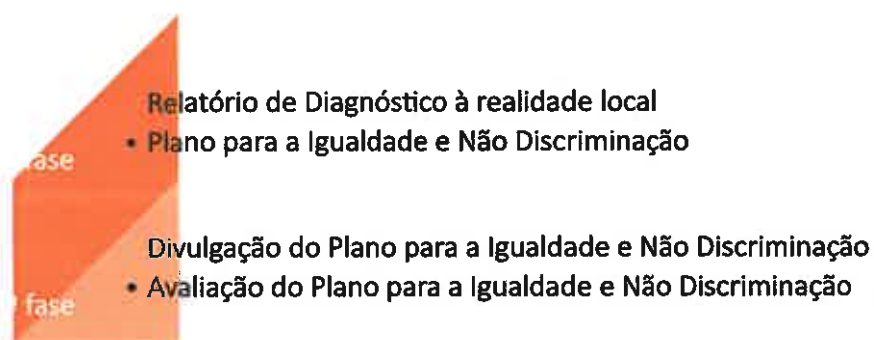 Relatório de Diagnóstico à realidade local
• Plano para a Igualdade e Não Discriminação
fase
Divulgação do Plano para a Igualdade e Não Discriminação
• Avaliação do Plano para a Igualdade e Não Discriminação
fase